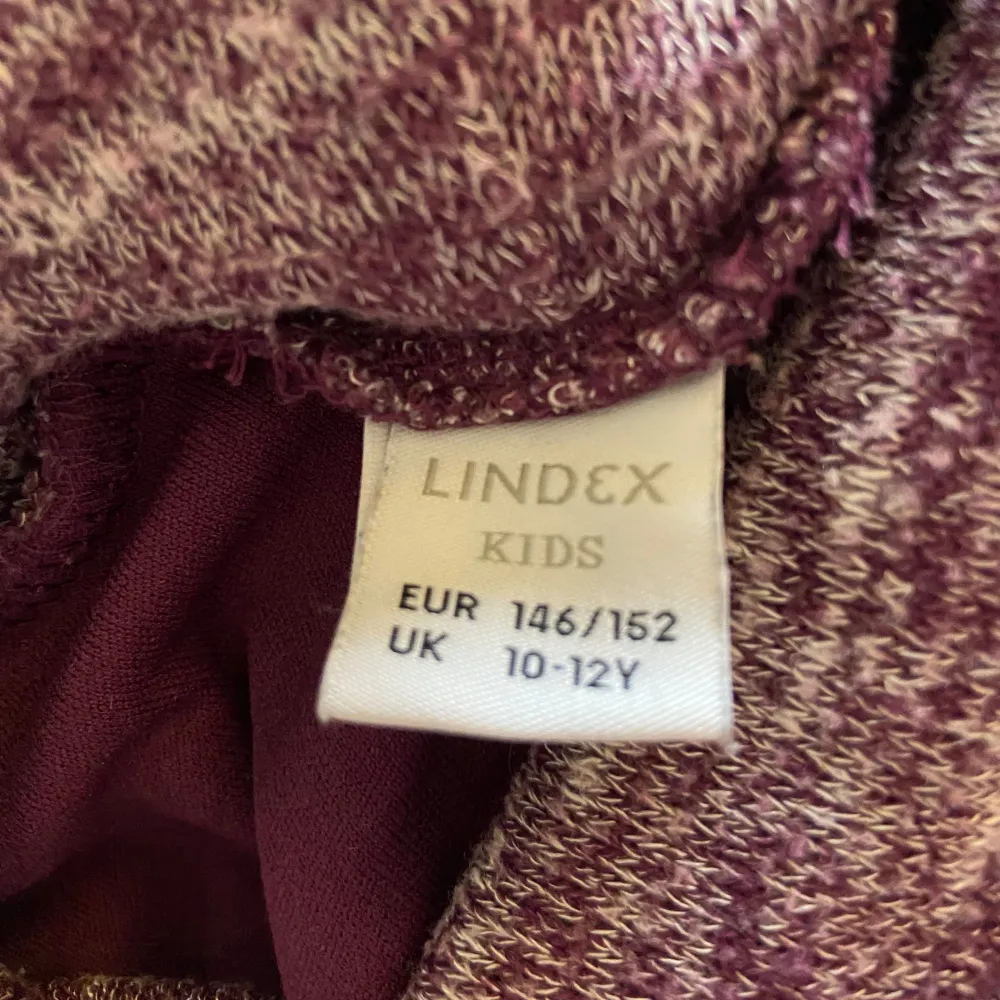 LINDEX
KIDS
EUR 146/152
UK 10-12Y